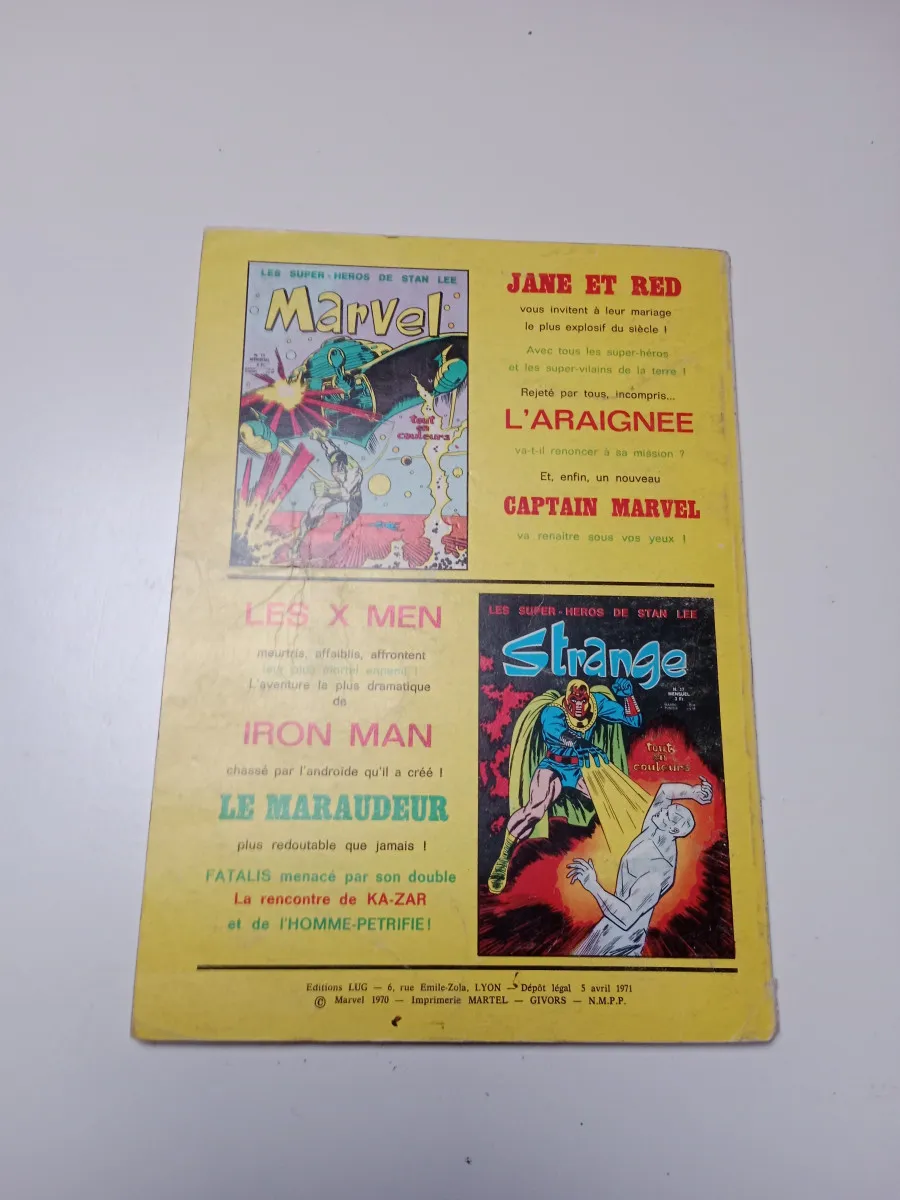 LES SUPER-HEROS DE STAN LEE
Marvel
MENSUEL
tout
en
couleurs
JANE ET RED
vous invitent à leur mariage
le plus explosif du siècle !
Avec tous les super-héros
et les super-vilains de la terre !
Rejeté par tous, incompris...
L'ARAIGNEE
va-t-il renoncer à sa mission ?
Et, enfin, un nouveau
CAPTAIN MARVEL
va renaître sous vos yeux !
LES X MEN
meurtris, affaiblis, affrontent
leur plus mortel ennemi !
L'aventure la plus dramatique
de
IRON MAN
chassé par l'androïde qu'il a créé !
LE MARAUDEUR
plus redoutable que jamais !
FATALIS menacé par son double
La rencontre de KA-ZAR
et de l'HOMME-PETRIFIE!
LES SUPER-HEROS DE STAN LEE
Strange
MENSUEL
tout
en
couleurs
Editions LUG — 6, rue Emile-Zola, LYON — Dépôt légal 5 avril 1971
© Marvel 1970 — Imprimerie MARTEL — GIVORS — N.M.P.P.